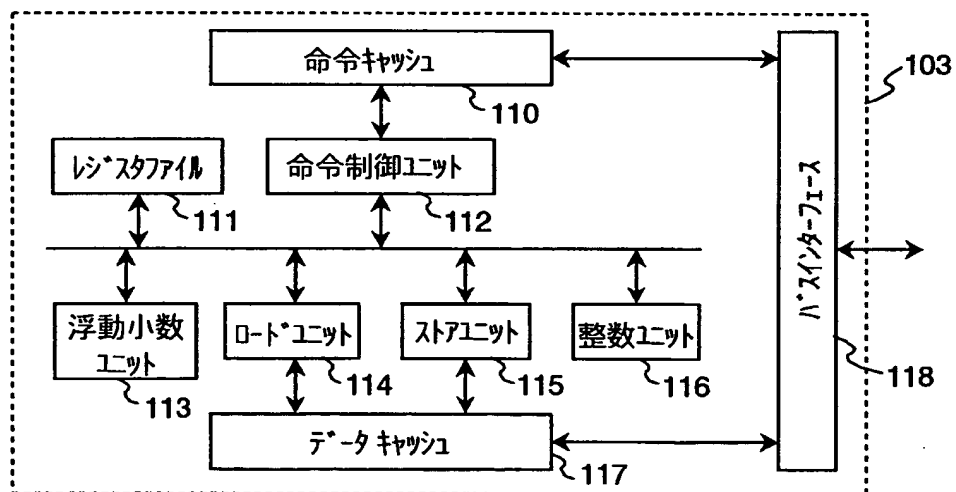 命令キャッシュ
110
103
レジスタファイル
111
命令制御ユニット
112
バスインターフェース
118
浮動小数
ユニット
113
ロードユニット
114
ストアユニット
115
整数ユニット
116
データキャッシュ
117